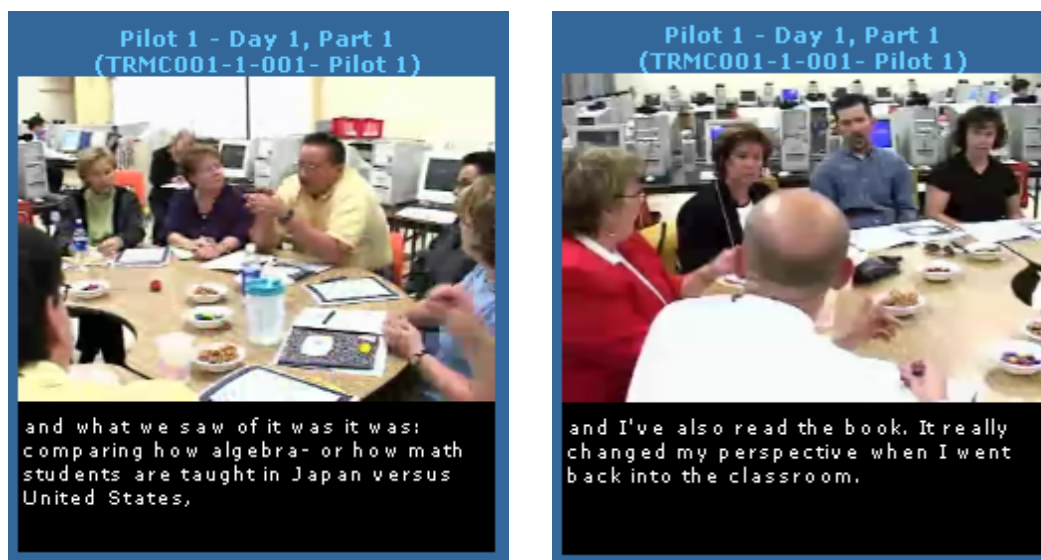 Pilot 1 - Day 1, Part 1
(TRMC001-1-001- Pilot 1)
and what we saw of it was it was:
comparing how algebra- or how math
students are taught in Japan versus
United States,
Pilot 1 - Day 1, Part 1
(TRMC001-1-001- Pilot 1)
and I've also read the book. It really
changed my perspective when I went
back into the classroom.